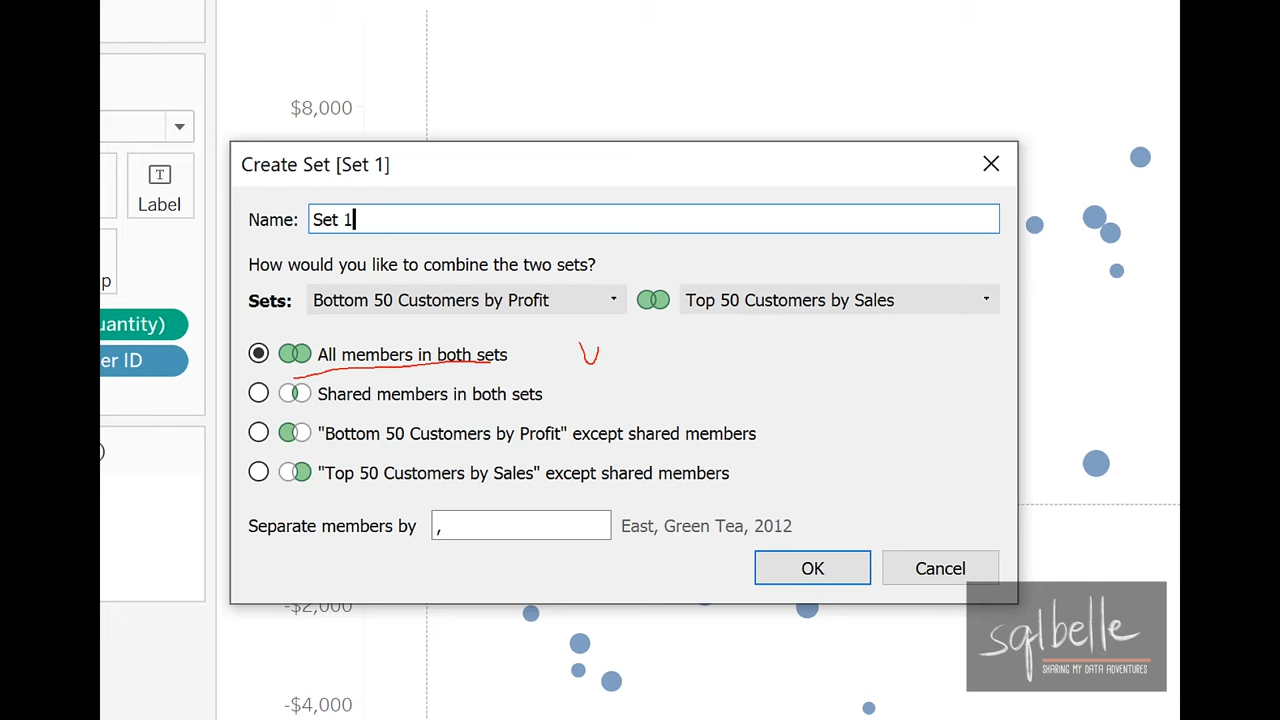 $8,000
Create Set [Set 1]
Label
Name: Set 1
How would you like to combine the two sets?
Sets: Bottom 50 Customers by Profit Top 50 Customers by Sales
uantity)
er ID
All members in both sets U
Shared members in both sets
"Bottom 50 Customers by Profit" except shared members
"Top 50 Customers by Sales" except shared members
Separate members by , East, Green Tea, 2012
OK Cancel
-$2,000
sqlbelle
SHARING MY DATA ADVENTURES
-$4,000